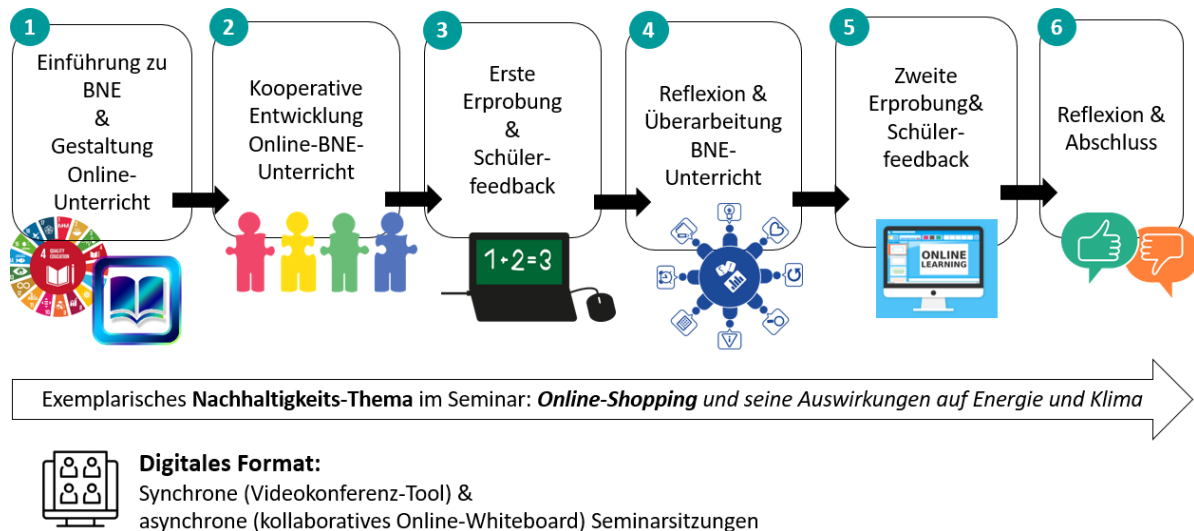 1
Einführung zu
BNE
&
Gestaltung
Online-
Unterricht
2
Kooperative
Entwicklung
Online-BNE-
Unterricht
3
Erste
Erprobung
&
Schüler-
feedback
4
Reflexion &
Überarbeitung
BNE-
Unterricht
5
Zweite
Erprobung&
Schüler-
feedback
6
Reflexion &
Abschluss
4 QUALITY
EDUCATION
1+2=3
ONLINE
LEARNING
Exemplarisches Nachhaltigkeits-Thema im Seminar: Online-Shopping und seine Auswirkungen auf Energie und Klima
Digitales Format:
Synchrone (Videokonferenz-Tool) &
asynchrone (kollaboratives Online-Whiteboard) Seminarsitzungen